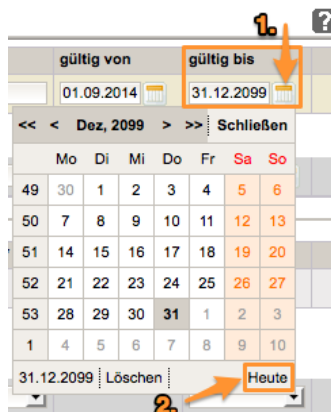 1. ?
gültig von gültig bis
01.09.2014 31.12.2099
<< < Dez, 2099 > >> Schließen
Mo Di Mi Do Fr Sa So
49 30 1 2 3 4 5 6
50 7 8 9 10 11 12 13
51 14 15 16 17 18 19 20
52 21 22 23 24 25 26 27
53 28 29 30 31 1 2 3
1 4 5 6 7 8 9 10
31.12.2099 Löschen Heute
2.